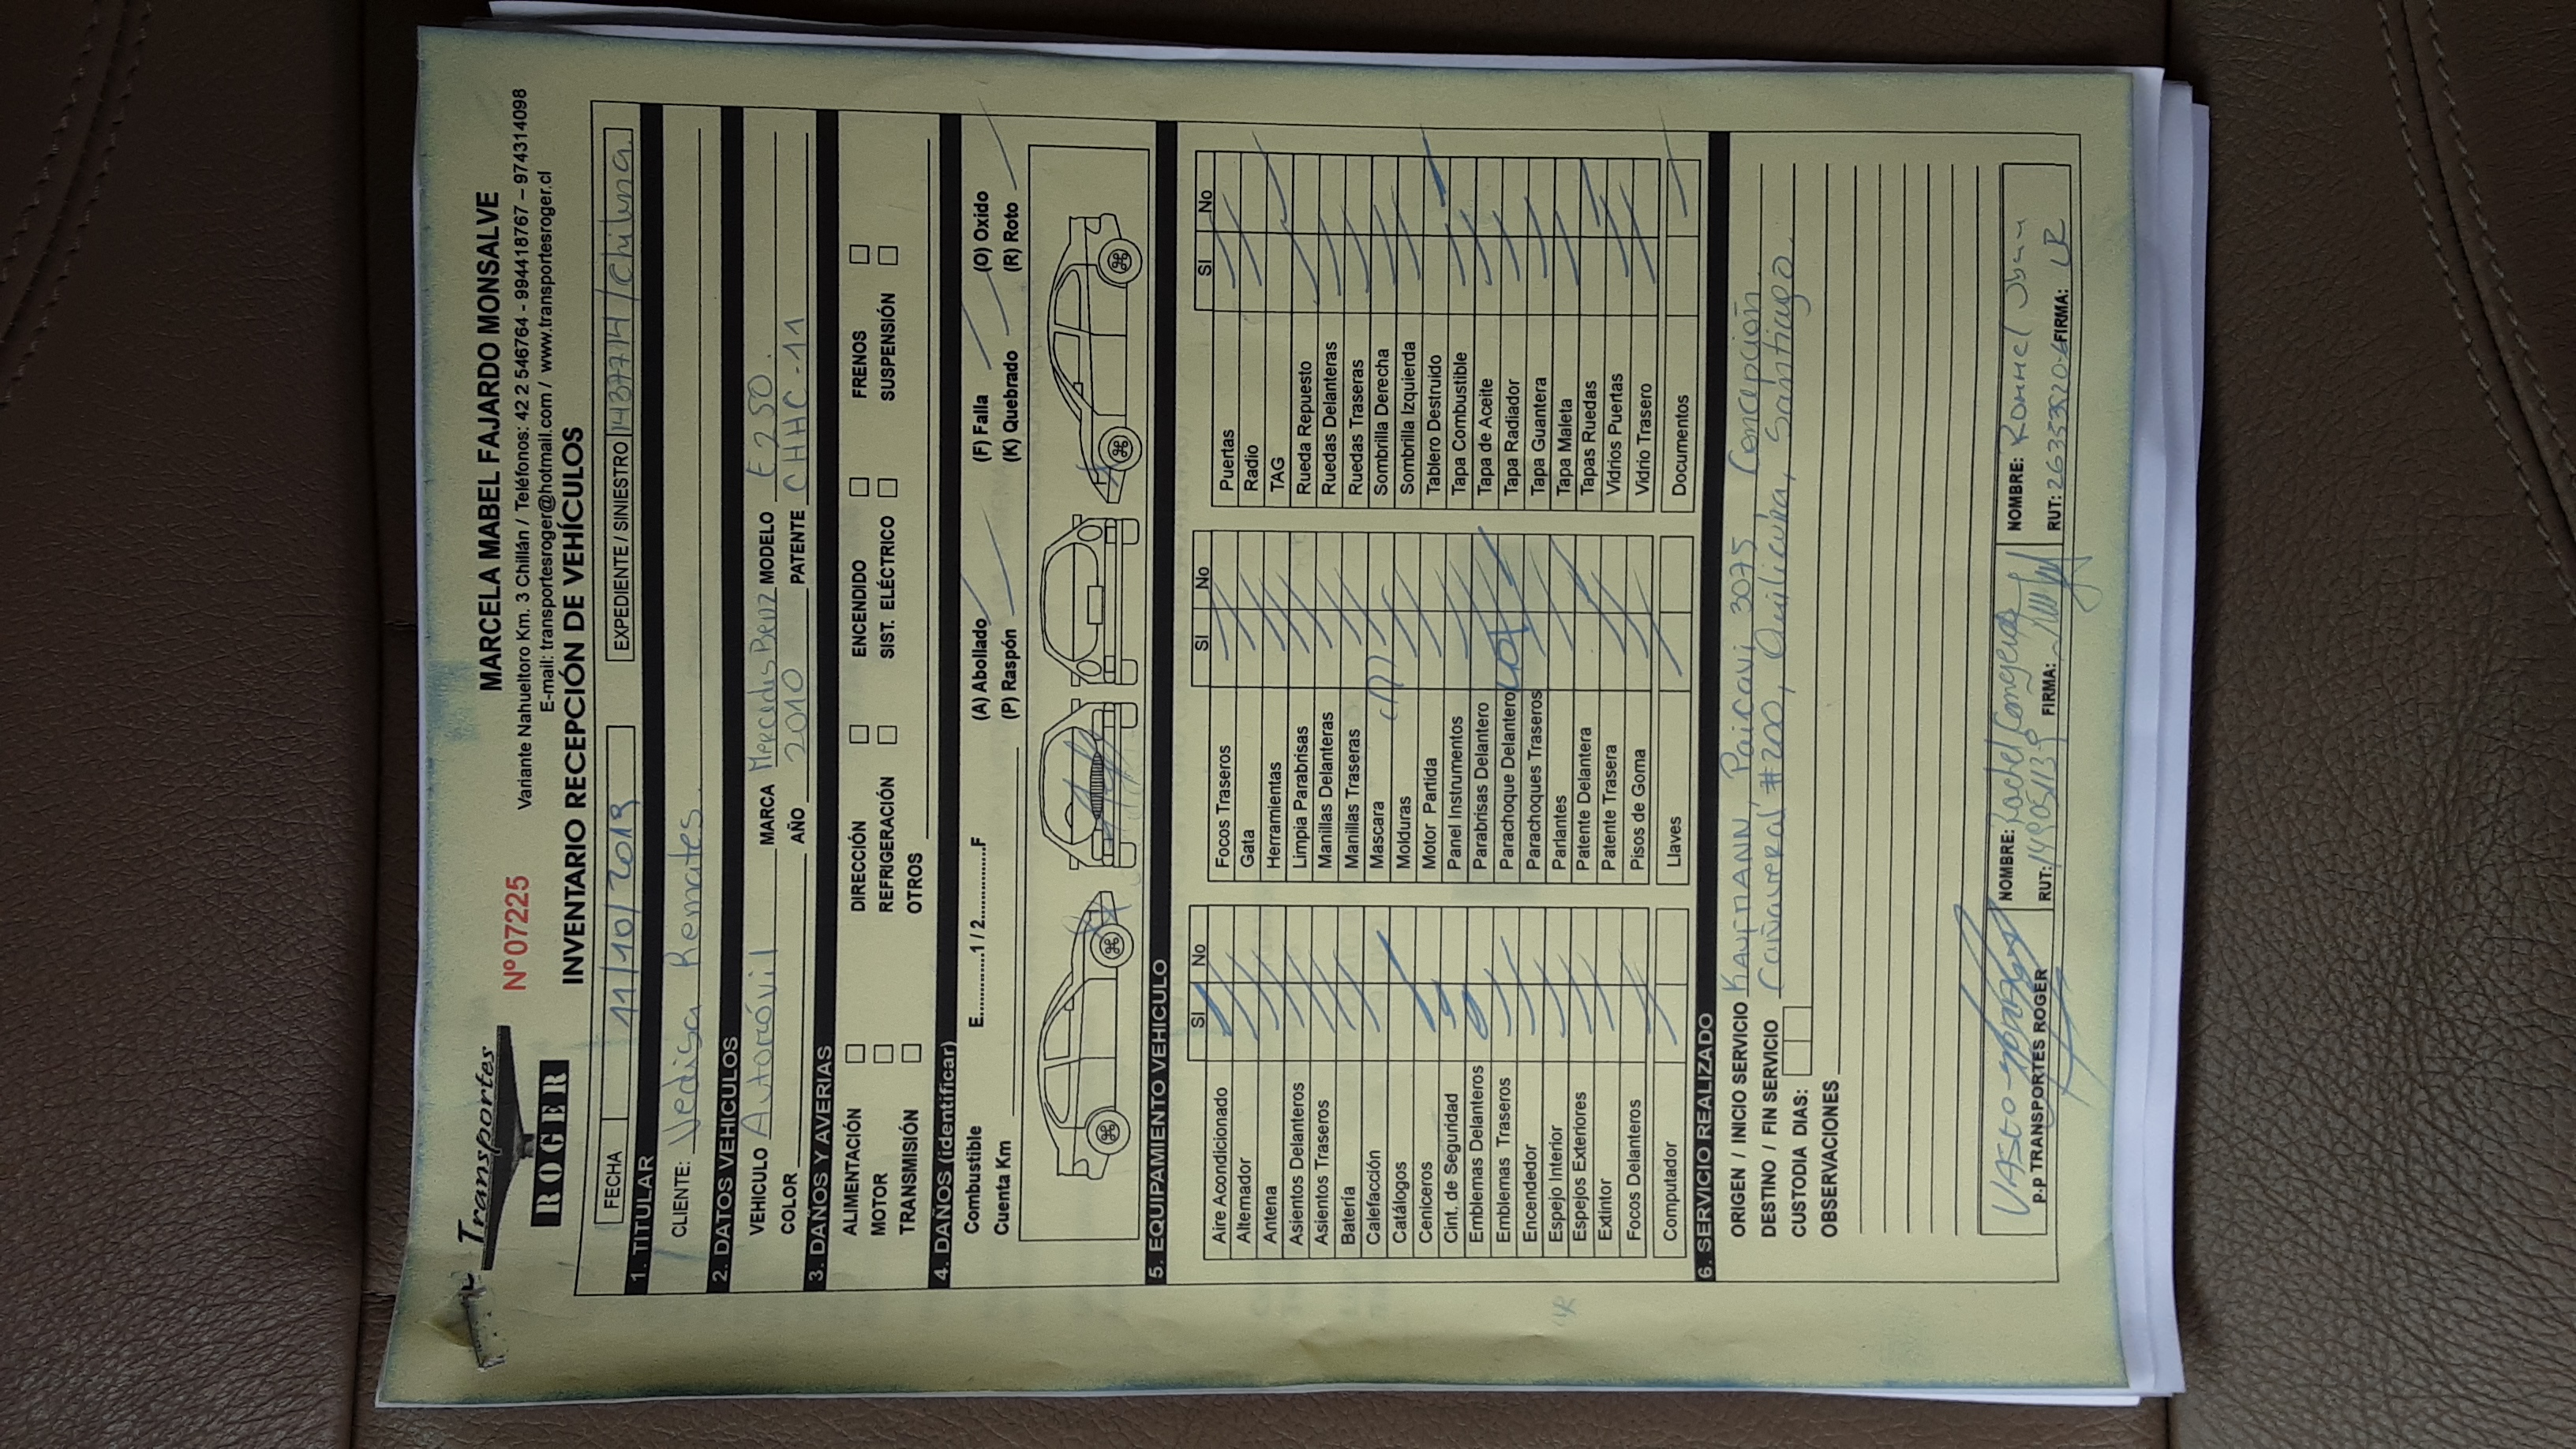 Transportes
ROGER
Nº 07225
MARCELA MABEL FAJARDO MONSALVE
Variante Nahueltoro Km. 3 Chillán / Teléfonos: 42 2 546764 - 994418767 – 974314098
E-mail: transportesroger@hotmail.com / www.transportesroger.cl
INVENTARIO RECEPCIÓN DE VEHÍCULOS
FECHA 11/10/2019 EXPEDIENTE / SINIESTRO 1437714/Chilena.
1. TITULAR
CLIENTE: Vedisa Remates.
2. DATOS VEHICULOS
VEHICULO Automóvil MARCA Mercedes Benz MODELO E250.
COLOR AÑO 2010 PATENTE CHHC-11
3. DAÑOS Y AVERIAS
ALIMENTACIÓN DIRECCIÓN ENCENDIDO FRENOS
MOTOR REFRIGERACIÓN SIST. ELÉCTRICO SUSPENSIÓN
TRANSMISIÓN OTROS
4. DAÑOS (identificar)
Combustible E............1 / 2............F (A) Abollado (F) Falla (O) Oxido
Cuenta Km (P) Raspón (K) Quebrado (R) Roto
5. EQUIPAMIENTO VEHICULO
SI No
Aire Acondicionado
Alternador
Antena
Asientos Delanteros
Asientos Traseros
Batería
Calefacción
Catálogos
Ceniceros
Cint. de Seguridad
Emblemas Delanteros
Emblemas Traseros
Encendedor
Espejo Interior
Espejos Exteriores
Extintor
Focos Delanteros
Computador
SI No
Focos Traseros
Gata
Herramientas
Limpia Parabrisas
Manillas Delanteras
Manillas Traseras
Mascara
Molduras
Motor Partida
Panel Instrumentos
Parabrisas Delantero
Parachoque Delantero
Parachoques Traseros
Parlantes
Patente Delantera
Patente Trasera
Pisos de Goma
Llaves
SI No
Puertas
Radio
TAG
Rueda Repuesto
Ruedas Delanteras
Ruedas Traseras
Sombrilla Derecha
Sombrilla Izquierda
Tablero Destruido
Tapa Combustible
Tapa de Aceite
Tapa Radiador
Tapa Guantera
Tapa Maleta
Tapas Ruedas
Vidrios Puertas
Vidrio Trasero
Documentos
6. SERVICIO REALIZADO
ORIGEN / INICIO SERVICIO Kaufmann, Paicavi 3075 Concepción
DESTINO / FIN SERVICIO Cañaveral #200, Quilicura, Santiago.
CUSTODIA DIAS:
OBSERVACIONES
NOMBRE: NOMBRE: Rommel
p.p TRANSPORTES ROGER RUT: FIRMA: RUT: FIRMA: